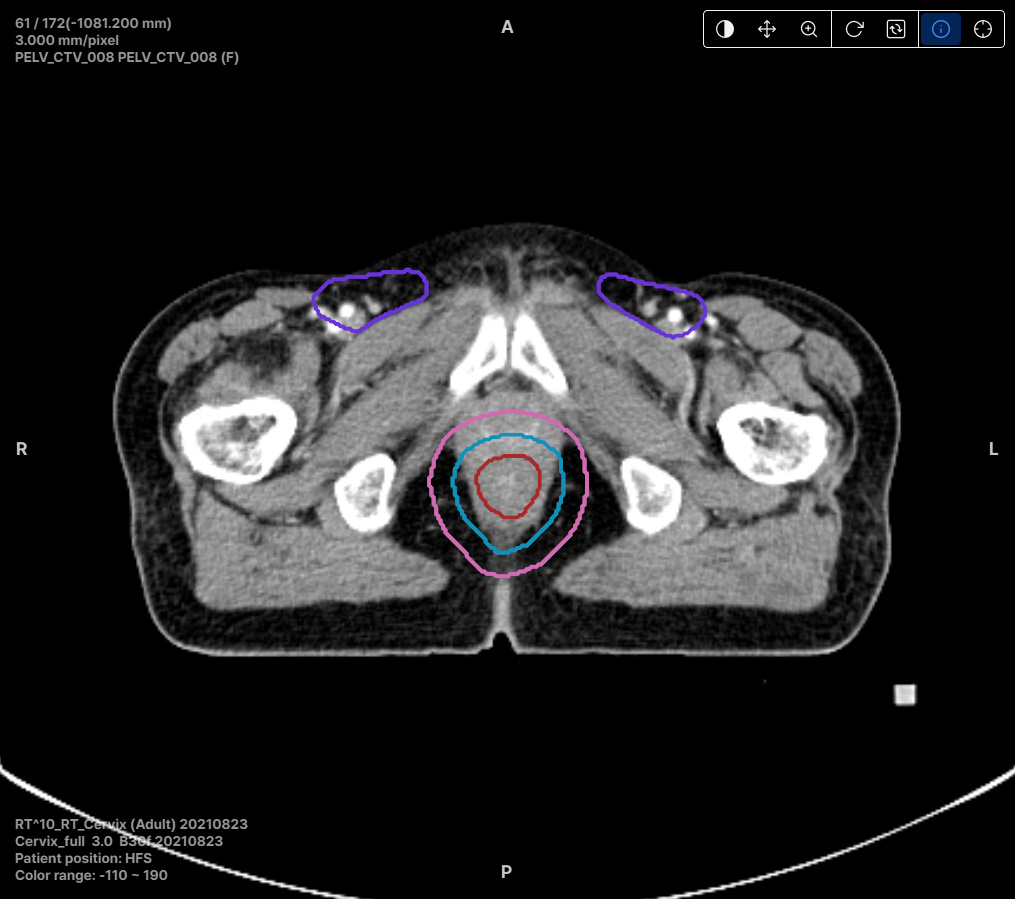 61 / 172(-1081.200 mm)
3.000 mm/pixel
PELV_CTV_008 PELV_CTV_008 (F)
A
R
L
RT^10_RT_Cervix (Adult) 20210823
Cervix_full 3.0 B30f 20210823
Patient position: HFS
Color range: -110 ~ 190
P